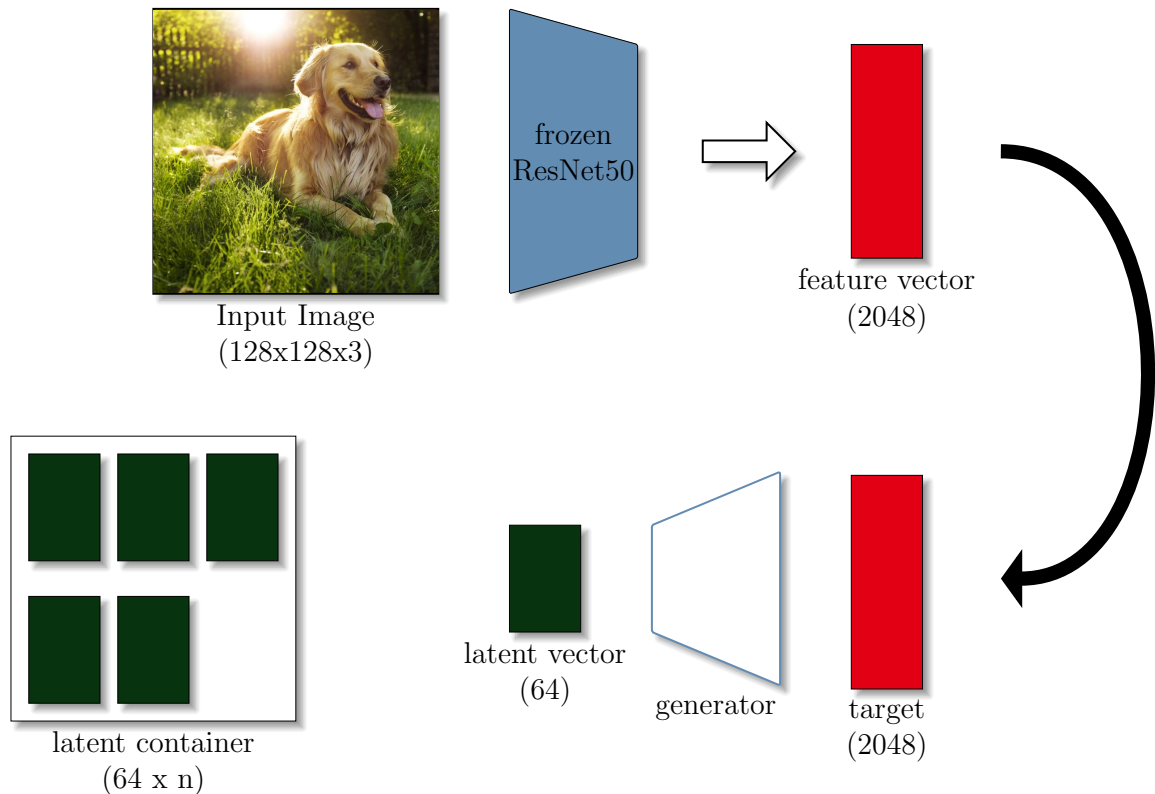 frozen
ResNet50
Input Image
(128x128x3)
feature vector
(2048)
latent vector
(64)
generator
target
(2048)
latent container
(64 x n)